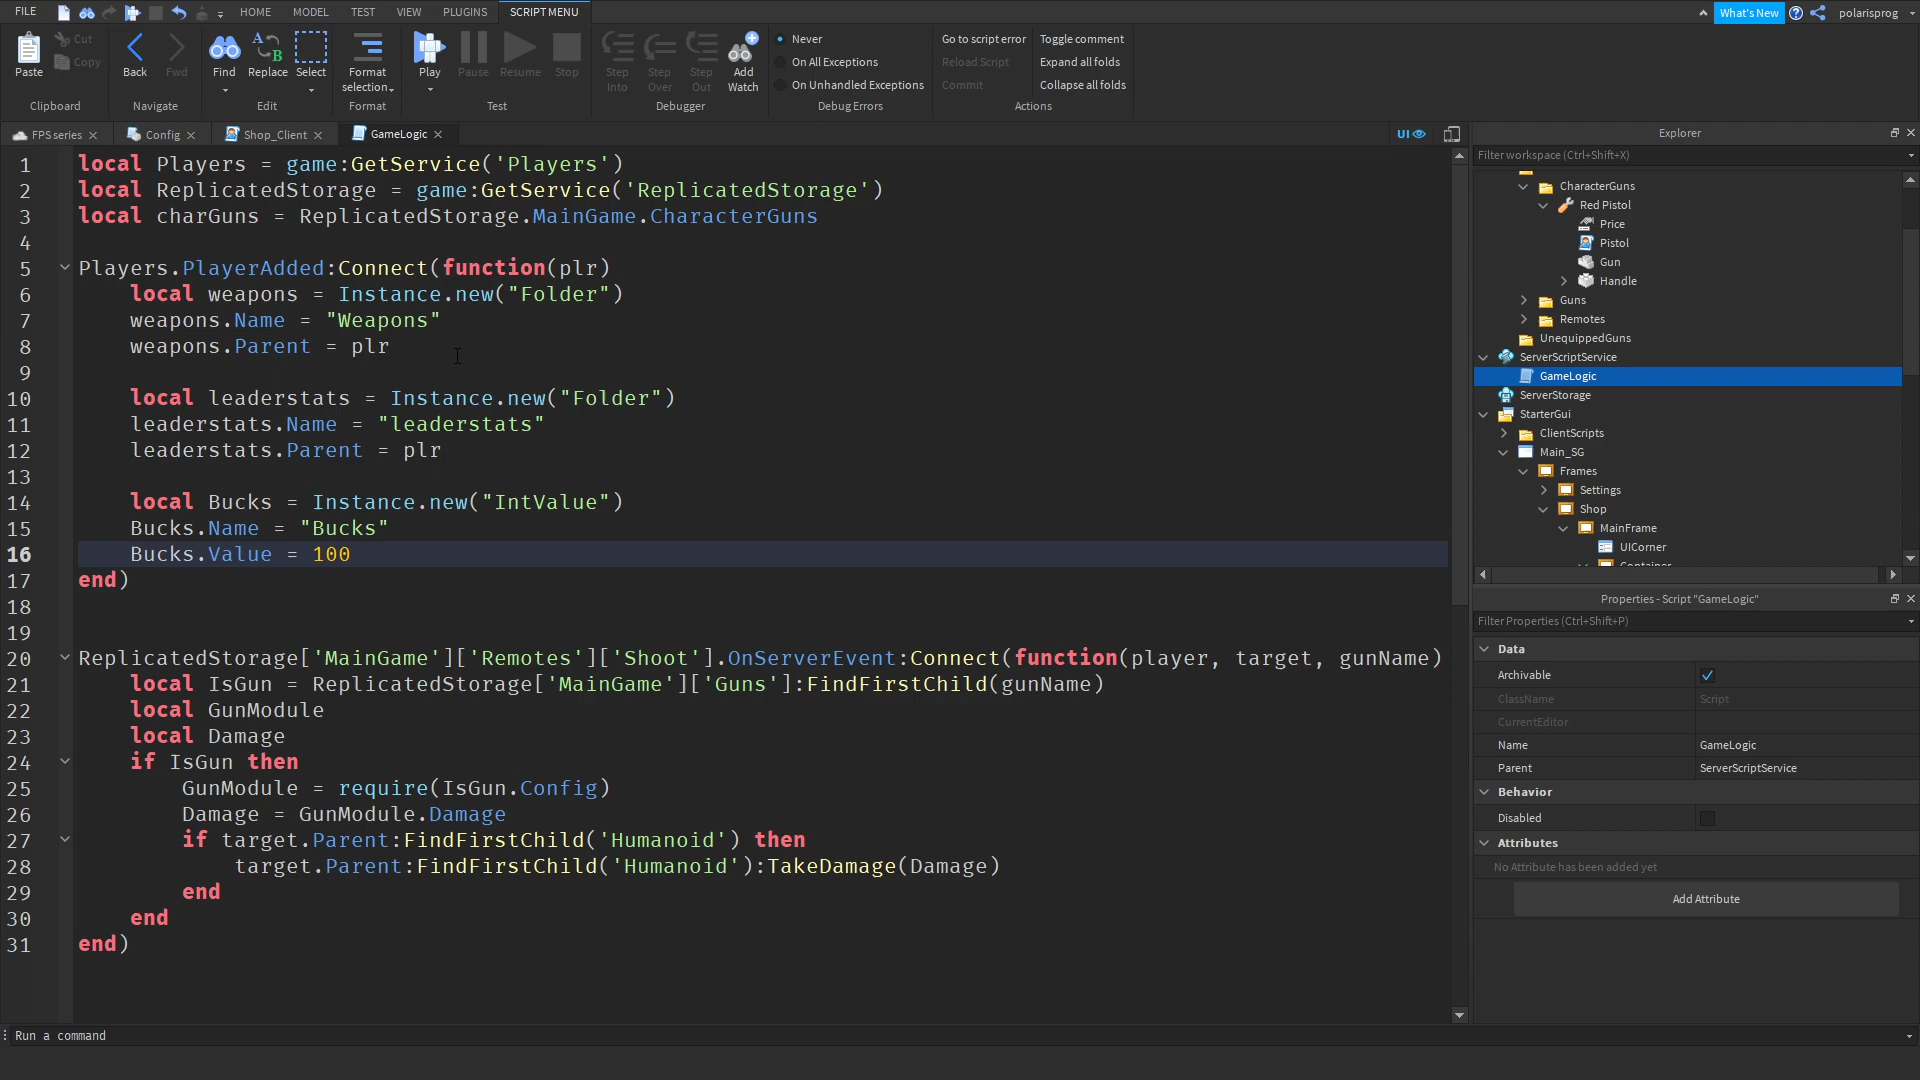 FILE HOME MODEL TEST VIEW PLUGINS SCRIPT MENU What's New polarisprog
Paste Cut Copy Back Fwd Find Replace Select Format selection Play Pause Resume Stop Step Into Step Over Step Out Add Watch
Never
On All Exceptions
On Unhandled Exceptions
Go to script error
Reload Script
Commit
Toggle comment
Expand all folds
Collapse all folds
Clipboard Navigate Edit Format Test Debugger Debug Errors Actions
FPS series Config Shop_Client GameLogic UI
1 local Players = game:GetService('Players')
2 local ReplicatedStorage = game:GetService('ReplicatedStorage')
3 local charGuns = ReplicatedStorage.MainGame.CharacterGuns
4
5 Players.PlayerAdded:Connect(function(plr)
6 local weapons = Instance.new("Folder")
7 weapons.Name = "Weapons"
8 weapons.Parent = plr
9
10 local leaderstats = Instance.new("Folder")
11 leaderstats.Name = "leaderstats"
12 leaderstats.Parent = plr
13
14 local Bucks = Instance.new("IntValue")
15 Bucks.Name = "Bucks"
16 Bucks.Value = 100
17 end)
18
19
20 ReplicatedStorage['MainGame']['Remotes']['Shoot'].OnServerEvent:Connect(function(player, target, gunName)
21 local IsGun = ReplicatedStorage['MainGame']['Guns']:FindFirstChild(gunName)
22 local GunModule
23 local Damage
24 if IsGun then
25 GunModule = require(IsGun.Config)
26 Damage = GunModule.Damage
27 if target.Parent:FindFirstChild('Humanoid') then
28 target.Parent:FindFirstChild('Humanoid'):TakeDamage(Damage)
29 end
30 end
31 end)
Run a command
Explorer
Filter workspace (Ctrl+Shift+X)
CharacterGuns
Red Pistol
Price
Pistol
Gun
Handle
Guns
Remotes
UnequippedGuns
ServerScriptService
GameLogic
ServerStorage
StarterGui
ClientScripts
Main_SG
Frames
Settings
Shop
MainFrame
UICorner
Container
Properties - Script "GameLogic"
Filter Properties (Ctrl+Shift+P)
Data
Archivable
ClassName Script
CurrentEditor
Name GameLogic
Parent ServerScriptService
Behavior
Disabled
Attributes
No Attribute has been added yet
Add Attribute